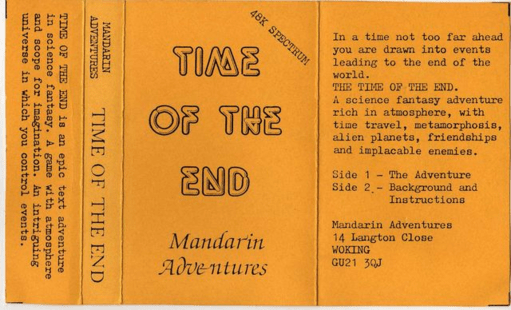 TIME OF THE END is an epic text adventure
in science fantasy. A game with atmosphere
and scope for imagination. An intriguing
universe in which you control events.
MANDARIN
ADVENTURES
TIME OF THE END
48K SPECTRUM
TIME
OF THE
END
Mandarin
Adventures
In a time not too far ahead
you are drawn into events
leading to the end of the
world.
THE TIME OF THE END.
A science fantasy adventure
rich in atmosphere, with
time travel, metamorphosis,
alien planets, friendships
and implacable enemies.
Side 1 - The Adventure
Side 2 - Background and
Instructions
Mandarin Adventures
14 Langton Close
WOKING
GU21 3QJ